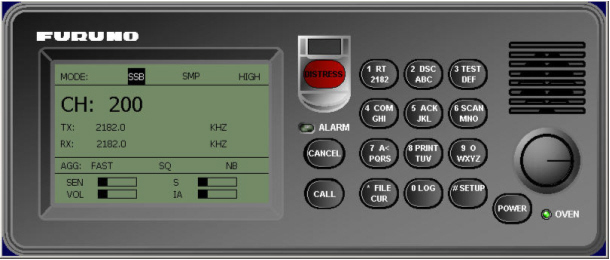 FURUNO
MODE: SSB SMP HIGH
CH: 200
TX: 2182.0 KHZ
RX: 2182.0 KHZ
AGG: FAST SQ NB
SEN S
VOL IA
DISTRESS
ALARM
CANCEL
CALL
1 RT
2182
2 DSC
ABC
3 TEST
DEF
4 COM
GHI
5 ACK
JKL
6 SCAN
MNO
7 A<
PQRS
8 PRINT
TUV
9 O
WXYZ
* FILE
CUR
0 LOG
# SETUP
POWER
OVEN